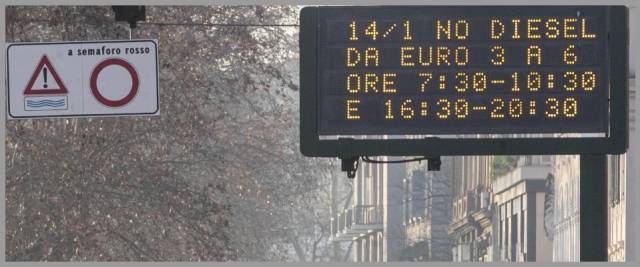 a semaforo rosso
14/1 NO DIESEL
DA EURO 3 A 6
ORE 7:30-10:30
E 16:30-20:30